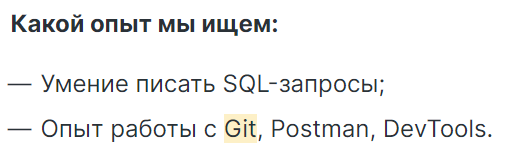 Какой опыт мы ищем:
— Умение писать SQL-запросы;
— Опыт работы с Git, Postman, DevTools.